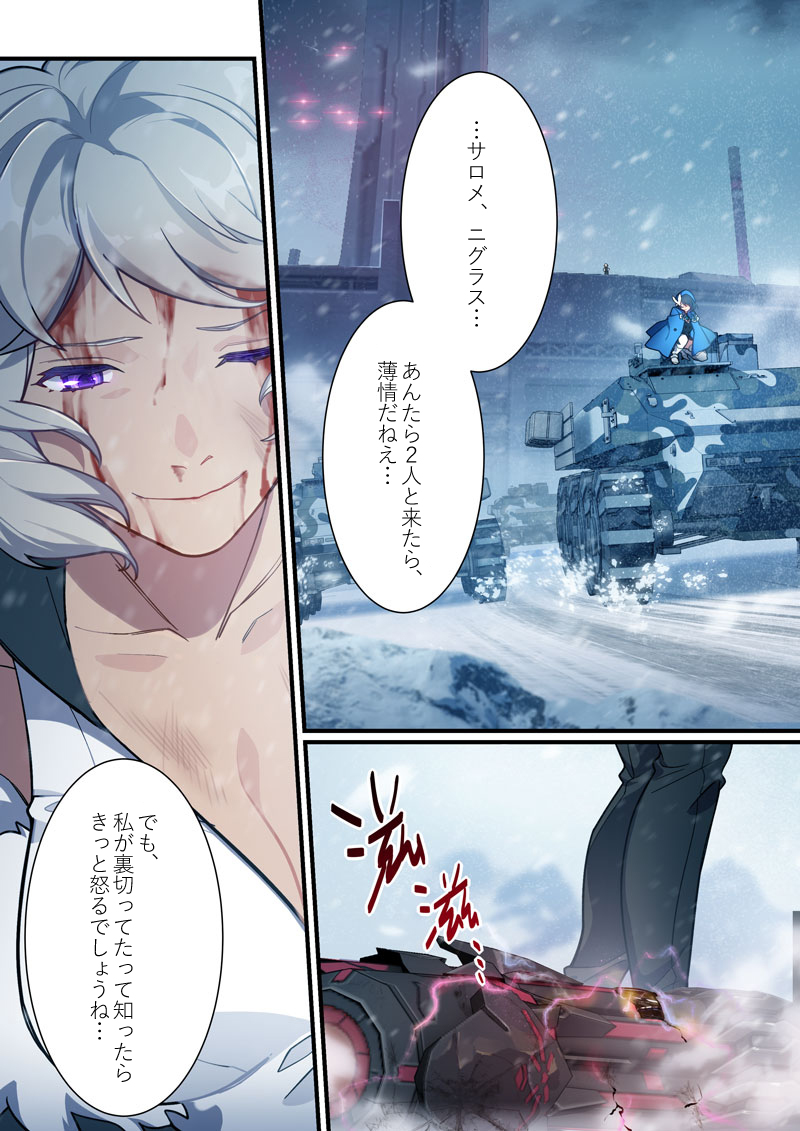 …サロメ、ニグラス…
あんたら2人と来たら、
薄情だねえ…
滋滋…
でも、
私が裏切ってたって知ったら
きっと怒るでしょうね…